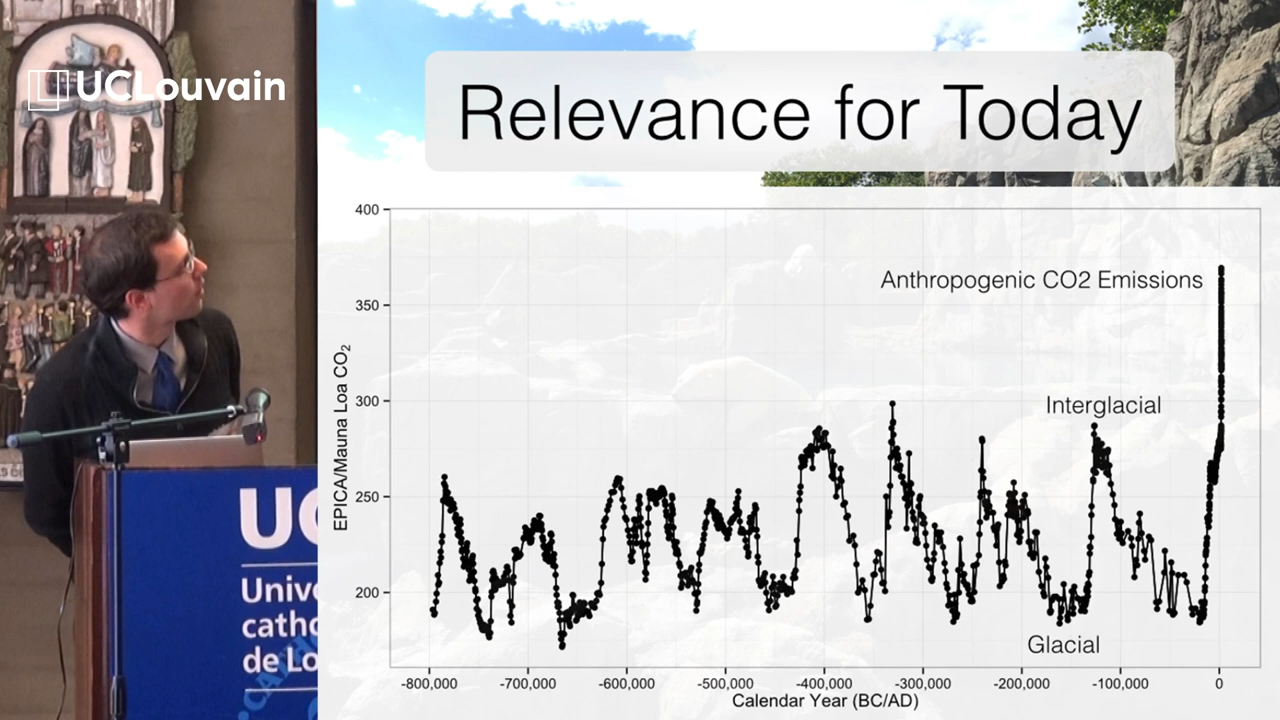 UCLouvain
Relevance for Today
400
350
300
250
200
EPICA/Mauna Loa CO2
Anthropogenic CO2 Emissions
Interglacial
Glacial
-800,000 -700,000 -600,000 -500,000 -400,000 -300,000 -200,000 -100,000 0
Calendar Year (BC/AD)
UC
Unive
catho
de Lo